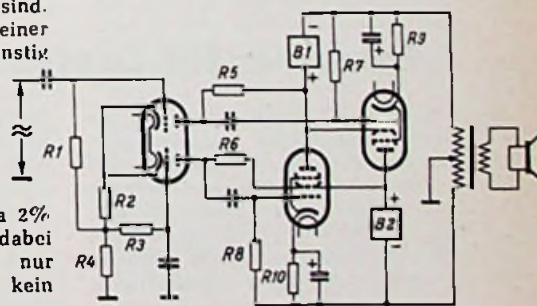 sind.
einer
nstig
a 2%
dabei
nur
kein
B1
R3
R7
R5
R1
R6
R2
R3
R4
R8
R10
B2
+
-
+
+
-
+
≈